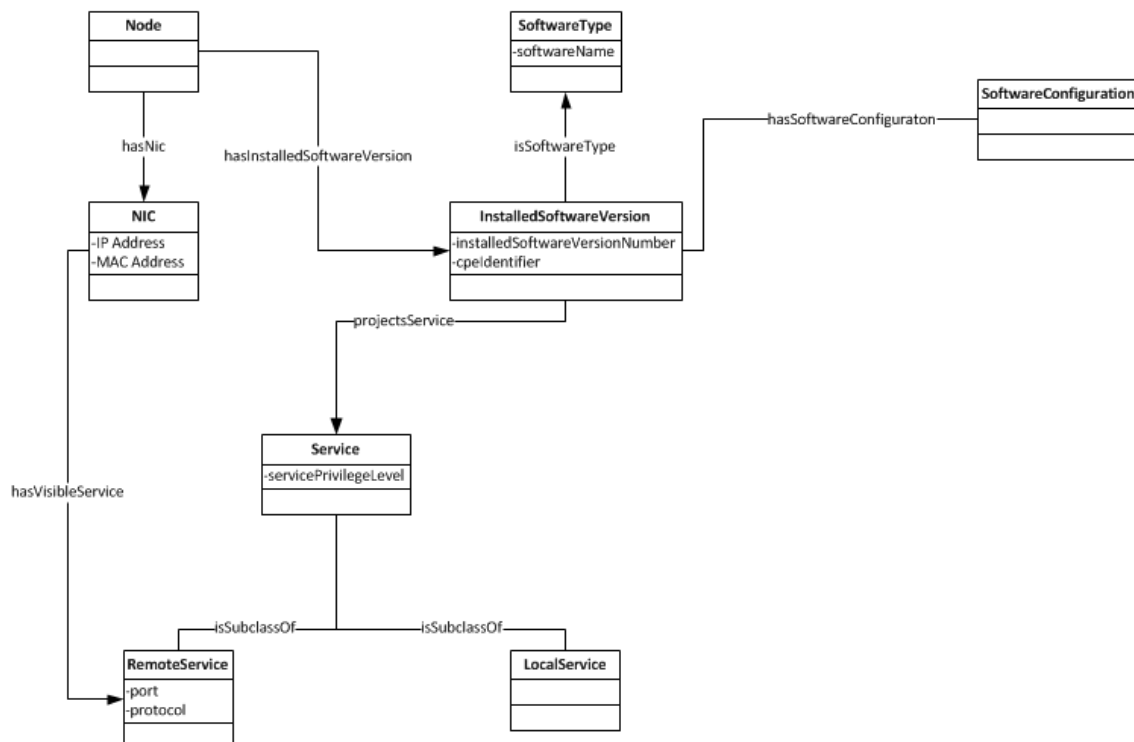 Node
SoftwareType
-softwareName
SoftwareConfiguration
hasSoftwareConfiguraton
hasNic
hasInstalledSoftwareVersion
isSoftwareType
NIC
-IP Address
-MAC Address
InstalledSoftwareVersion
-installedSoftwareVersionNumber
-cpeIdentifier
projectsService
Service
-servicePrivilegeLevel
hasVisibleService
isSubclassOf
isSubclassOf
RemoteService
-port
-protocol
LocalService